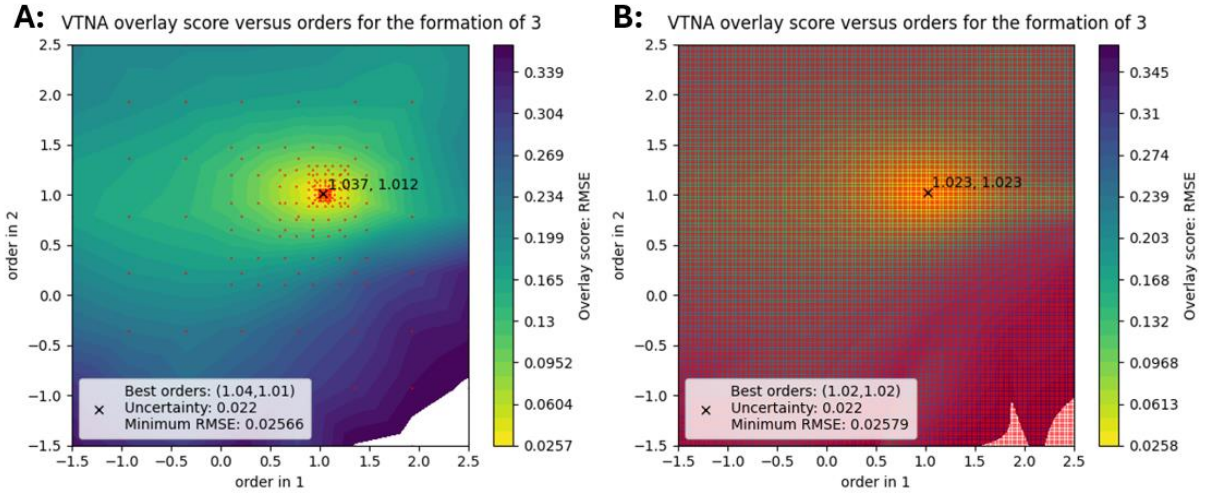 A:
VTNA overlay score versus orders for the formation of 3
2.5
2.0
1.5
1.0
0.5
0.0
−0.5
−1.0
−1.5
order in 2
1.037, 1.012
Best orders: (1.04,1.01)
Uncertainty: 0.022
Minimum RMSE: 0.02566
−1.5 −1.0 −0.5 0.0 0.5 1.0 1.5 2.0 2.5
order in 1
0.339
0.304
0.269
0.234
0.199
0.165
0.13
0.0952
0.0604
0.0257
Overlay score: RMSE
B:
VTNA overlay score versus orders for the formation of 3
2.5
2.0
1.5
1.0
0.5
0.0
−0.5
−1.0
−1.5
order in 2
1.023, 1.023
Best orders: (1.02,1.02)
Uncertainty: 0.022
Minimum RMSE: 0.02579
−1.5 −1.0 −0.5 0.0 0.5 1.0 1.5 2.0 2.5
order in 1
0.345
0.31
0.274
0.239
0.203
0.168
0.132
0.0968
0.0613
0.0258
Overlay score: RMSE